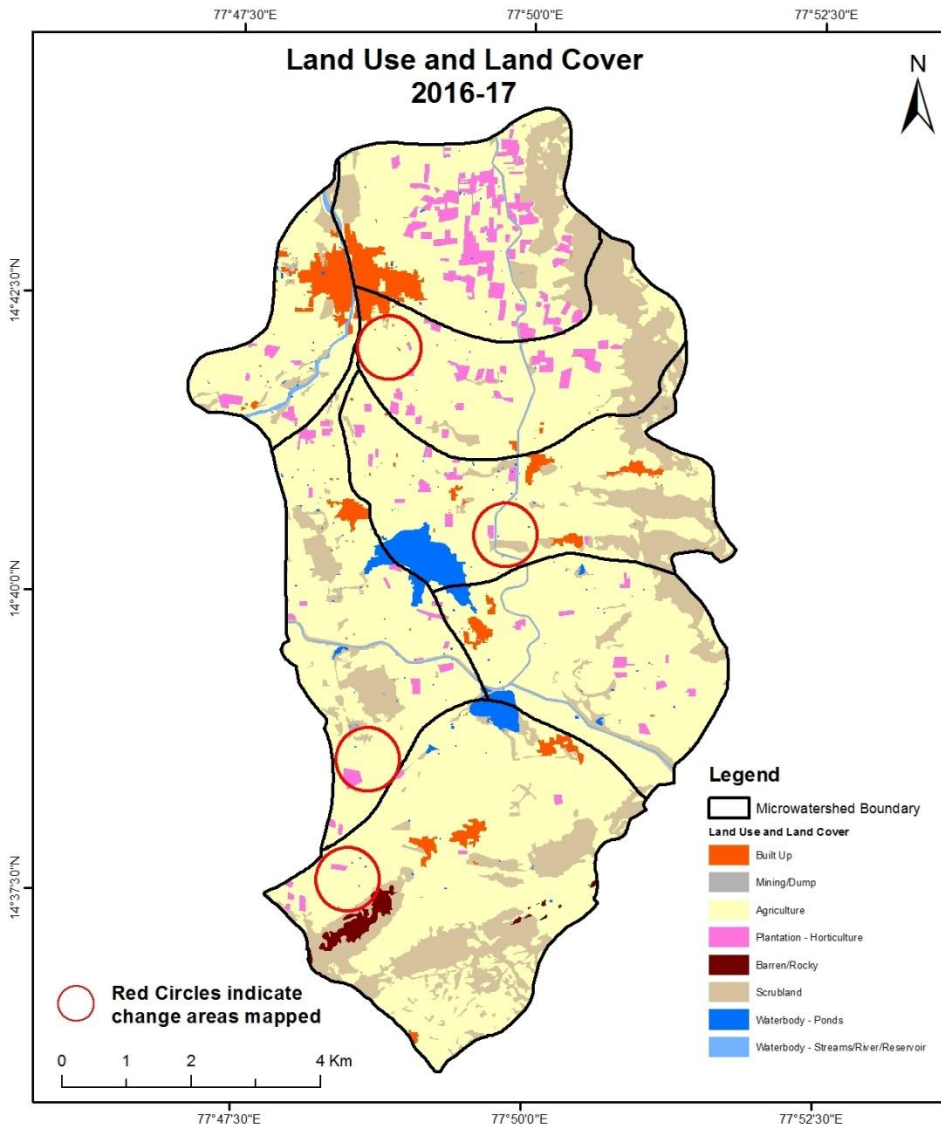 77°47'30"E
77°50'0"E
77°52'30"E
Land Use and Land Cover
2016-17
N
14°42'30"N
14°40'0"N
14°37'30"N
Legend
Microwatershed Boundary
Land Use and Land Cover
Built Up
Mining/Dump
Agriculture
Plantation - Horticulture
Barren/Rocky
Scrubland
Waterbody - Ponds
Waterbody - Streams/River/Reservoir
Red Circles indicate
change areas mapped
0 1 2 4 Km
77°47'30"E
77°50'0"E
77°52'30"E